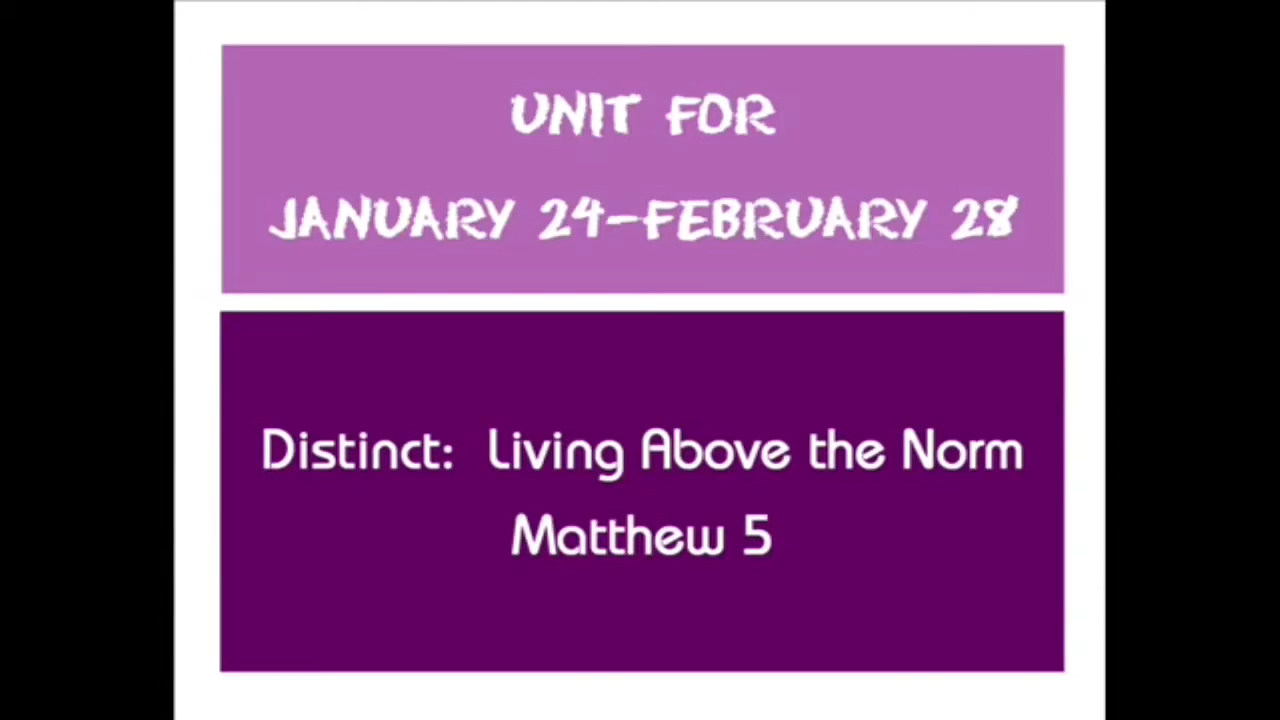 UNIT FOR
JANUARY 24-FEBRUARY 28
Distinct: Living Above the Norm
Matthew 5